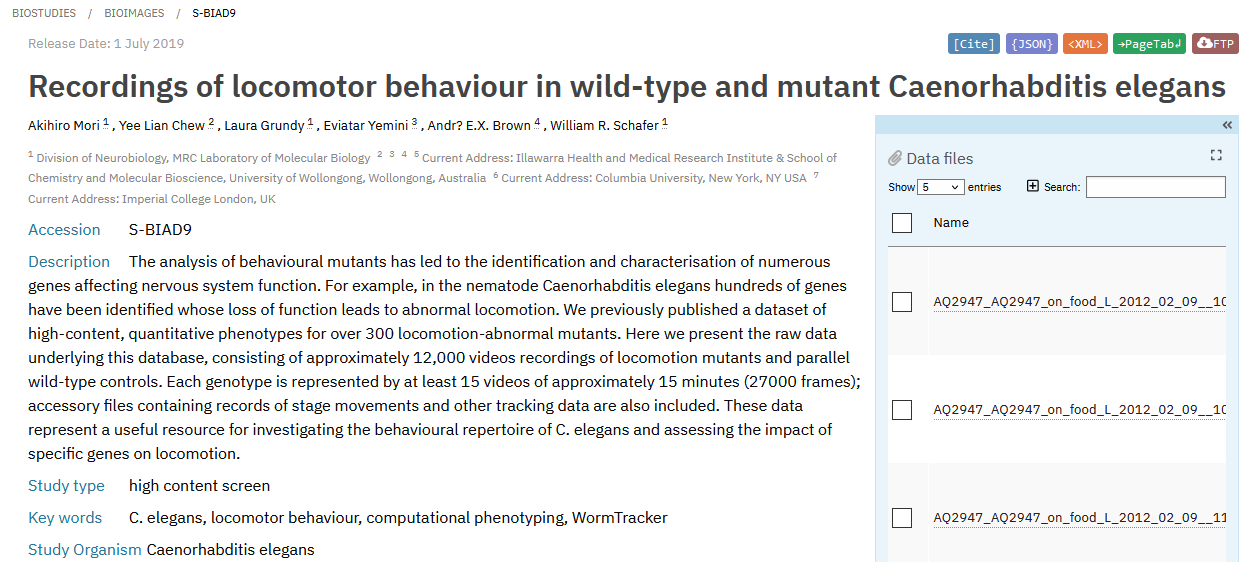 BIOSTUDIES / BIOIMAGES / S-BIAD9
Release Date: 1 July 2019
[Cite] {JSON} <XML> →PageTab↲ FTP
Recordings of locomotor behaviour in wild-type and mutant Caenorhabditis elegans
Akihiro Mori 1 , Yee Lian Chew 2 , Laura Grundy 1 , Eviatar Yemini 3 , Andr? E.X. Brown 4 , William R. Schafer 1
1 Division of Neurobiology, MRC Laboratory of Molecular Biology 2 3 4 5 Current Address: Illawarra Health and Medical Research Institute & School of
Chemistry and Molecular Bioscience, University of Wollongong, Wollongong, Australia 6 Current Address: Columbia University, New York, NY USA 7
Current Address: Imperial College London, UK
Accession S-BIAD9
Description The analysis of behavioural mutants has led to the identification and characterisation of numerous
genes affecting nervous system function. For example, in the nematode Caenorhabditis elegans hundreds of genes
have been identified whose loss of function leads to abnormal locomotion. We previously published a dataset of
high-content, quantitative phenotypes for over 300 locomotion-abnormal mutants. Here we present the raw data
underlying this database, consisting of approximately 12,000 videos recordings of locomotion mutants and parallel
wild-type controls. Each genotype is represented by at least 15 videos of approximately 15 minutes (27000 frames);
accessory files containing records of stage movements and other tracking data are also included. These data
represent a useful resource for investigating the behavioural repertoire of C. elegans and assessing the impact of
specific genes on locomotion.
Study type high content screen
Key words C. elegans, locomotor behaviour, computational phenotyping, WormTracker
Study Organism Caenorhabditis elegans
«
Data files
Show 5 entries Search:
Name
AQ2947_AQ2947_on_food_L_2012_02_09__10
AQ2947_AQ2947_on_food_L_2012_02_09__10
AQ2947_AQ2947_on_food_L_2012_02_09__11